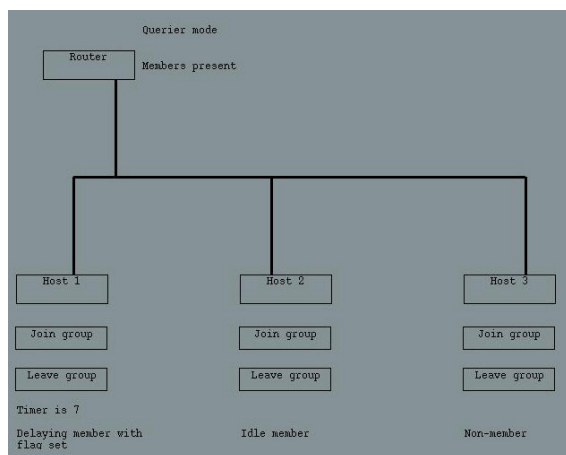 Querier mode
Router
Members present
Host 1
Host 2
Host 3
Join group
Join group
Join group
Leave group
Leave group
Leave group
Timer is 7
Delaying member with
flag set
Idle member
Non-member